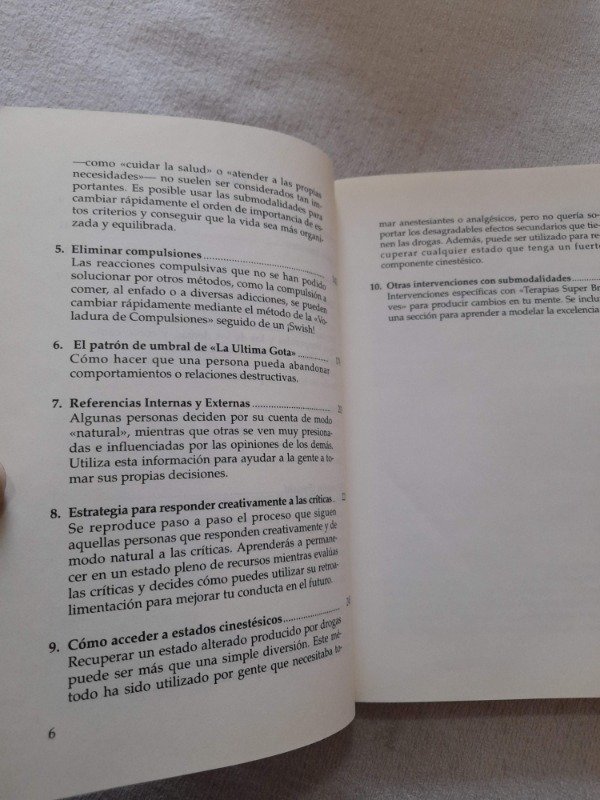 —como «cuidar la salud» o «atender a las propias
necesidades»— no suelen ser considerados tan im-
portantes. Es posible usar las submodalidades para
cambiar rápidamente el orden de importancia de es-
tos criterios y conseguir que la vida sea más organi-
zada y equilibrada.
5. Eliminar compulsiones
Las reacciones compulsivas que no se han podido
solucionar por otros métodos, como la compulsión a
comer, al enfado o a diversas adicciones, se pueden
cambiar rápidamente mediante el método de la «Vo-
ladura de Compulsiones» seguido de un ¡Swish!
6. El patrón de umbral de «La Ultima Gota»
Cómo hacer que una persona pueda abandonar
comportamientos o relaciones destructivas.
7. Referencias Internas y Externas
Algunas personas deciden por su cuenta de modo
«natural», mientras que otras se ven muy presiona-
das e influenciadas por las opiniones de los demás.
Utiliza esta información para ayudar a la gente a to-
mar sus propias decisiones.
8. Estrategia para responder creativamente a las críticas .
Se reproduce paso a paso el proceso que siguen
aquellas personas que responden creativamente y de
modo natural a las críticas. Aprenderás a permane-
cer en un estado pleno de recursos mientras evalúas
las críticas y decides cómo puedes utilizar su retroa-
limentación para mejorar tu conducta en el futuro.
9. Cómo acceder a estados cinestésicos
Recuperar un estado alterado producido por drogas
puede ser más que una simple diversión. Este mé-
todo ha sido utilizado por gente que necesitaba to-
6
mar anestesiantes o analgésicos, pero no quería so-
portar los desagradables efectos secundarios que tie-
nen las drogas. Además, puede ser utilizado para re-
cuperar cualquier estado que tenga un fuerte
componente cinestésico.
10. Otras intervenciones con submodalidades
Intervenciones específicas con «Terapias Super Bre-
ves» para producir cambios en tu mente. Se incluye
una sección para aprender a modelar la excelencia